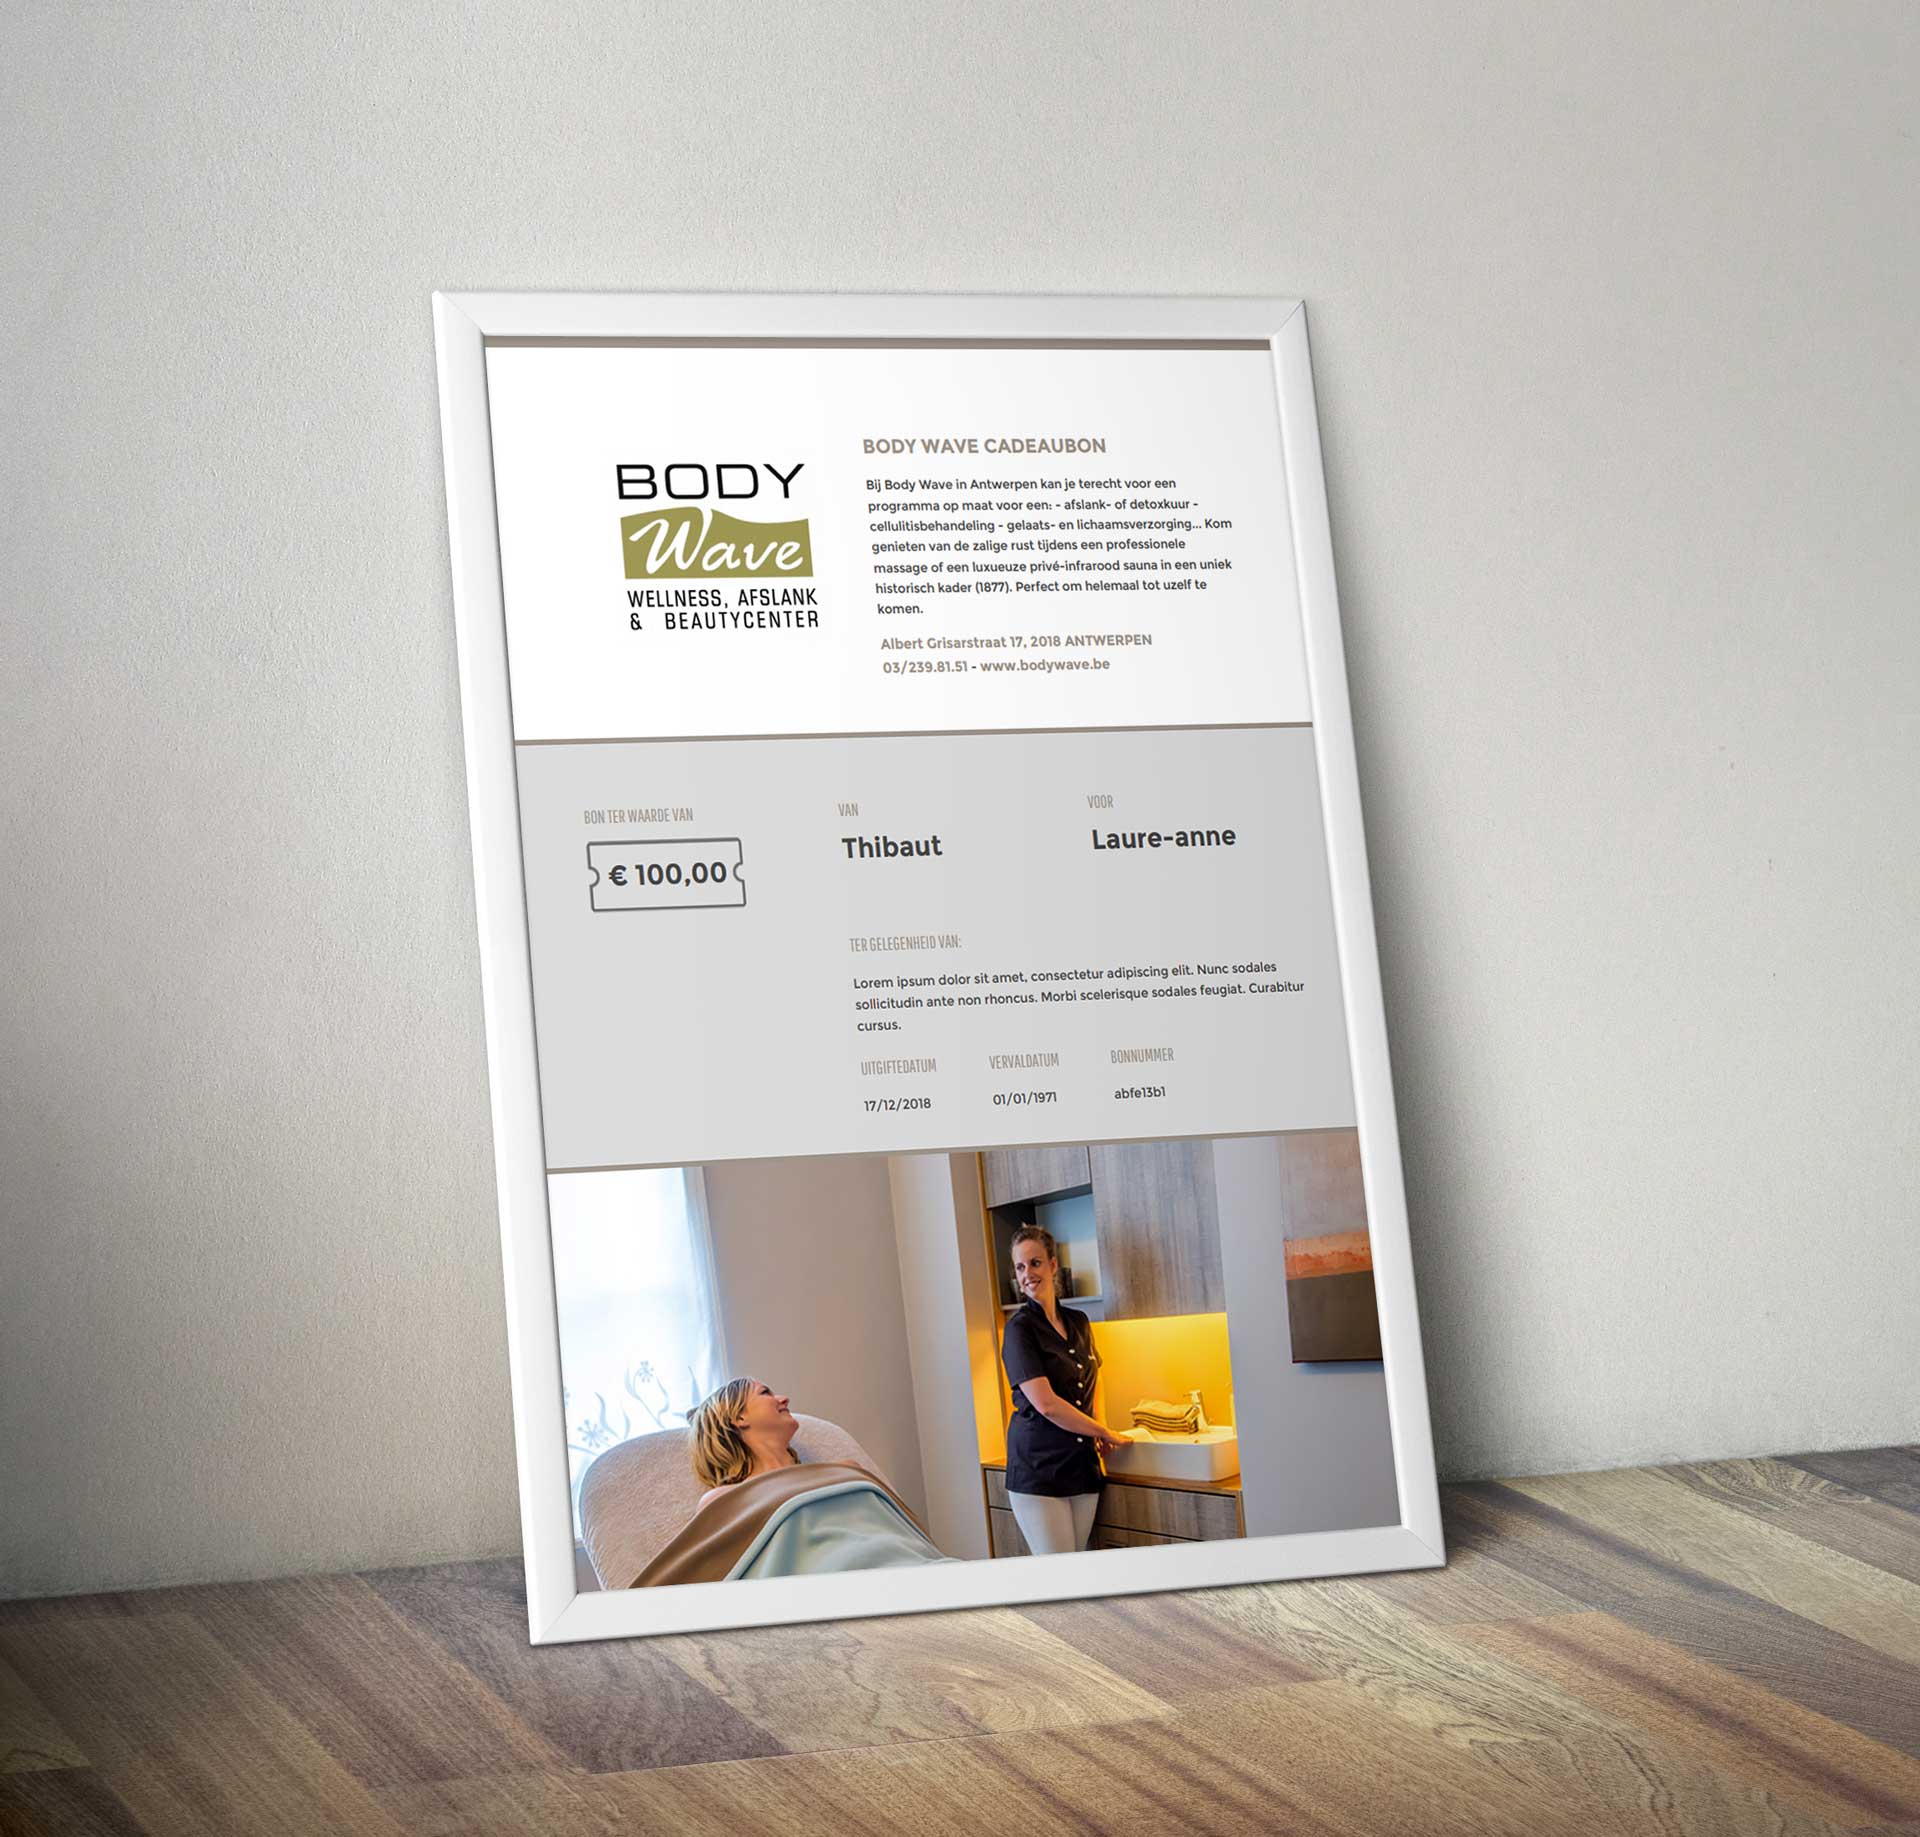 BODY
Wave
WELLNESS, AFSLANK
& BEAUTYCENTER
BODY WAVE CADEAUBON
Bij Body Wave in Antwerpen kan je terecht voor een
programma op maat voor een: - afslank- of detoxkuur -
cellulitisbehandeling - gelaats- en lichaamsverzorging... Kom
genieten van de zalige rust tijdens een professionele
massage of een luxueuze privé-infrarood sauna in een uniek
historisch kader (1877). Perfect om helemaal tot uzelf te
komen.
Albert Grisarstraat 17, 2018 ANTWERPEN
03/239.81.51 - www.bodywave.be
BON TER WAARDE VAN
€ 100,00
VAN
Thibaut
VOOR
Laure-anne
TER GELEGENHEID VAN:
Lorem ipsum dolor sit amet, consectetur adipiscing elit. Nunc sodales
sollicitudin ante non rhoncus. Morbi scelerisque sodales feugiat. Curabitur
cursus.
UITGIFTEDATUM VERVALDATUM BONNUMMER
17/12/2018 01/01/1971 abfe13b1